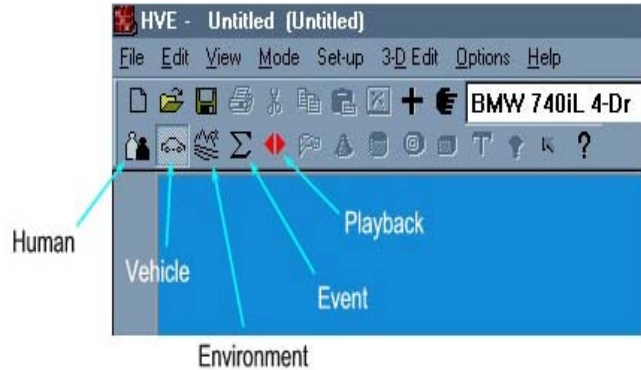 HVE - Untitled (Untitled)
File Edit View Mode Set-up 3-D Edit Options Help
BMW 740iL 4-Dr
?
Human
Vehicle
Playback
Event
Environment